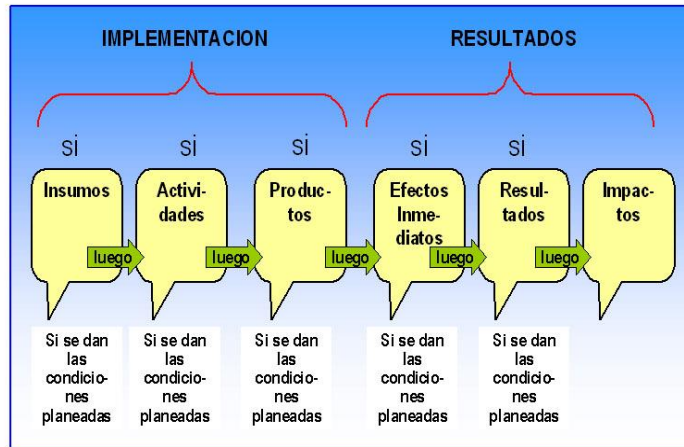 IMPLEMENTACION
RESULTADOS
si
si
si
si
si
Insumos
Activi-
dades
Produc-
tos
Efectos
Inme-
diatos
Resul-
tados
Impac-
tos
luego
luego
luego
luego
luego
Si se dan
las
condicio-
nes
planeadas
Si se dan
las
condicio-
nes
planeadas
Si se dan
las
condicio-
nes
planeadas
Si se dan
las
condicio-
nes
planeadas
Si se dan
las
condicio-
nes
planeadas